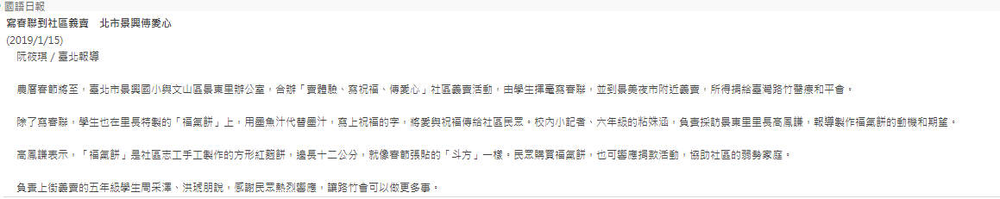 國語日報
寫春聯到社區義賣　北市景興傳愛心
(2019/1/15)
阮筱琪／臺北報導
農曆春節將至，臺北市景興國小與文山區景東里辦公室，合辦「賣體驗、寫祝福、傳愛心」社區義賣活動，由學生揮毫寫春聯，並到景美夜市附近義賣，所得捐給臺灣路竹醫療和平會。
除了寫春聯，學生也在里長特製的「福氣餅」上，用墨魚汁代替墨汁，寫上祝福的字，將愛與祝福傳給社區民眾。校內小記者、六年級的粘姝涵，負責採訪景東里里長高鳳謙，報導製作福氣餅的動機和期望。
高鳳謙表示，「福氣餅」是社區志工手工製作的方形紅麴餅，邊長十二公分，就像春節張貼的「斗方」一樣。民眾購買福氣餅，也可響應捐款活動，協助社區的弱勢家庭。
負責上街義賣的五年級學生周采澤、洪琥朋說，感謝民眾熱烈響應，讓路竹會可以做更多事。